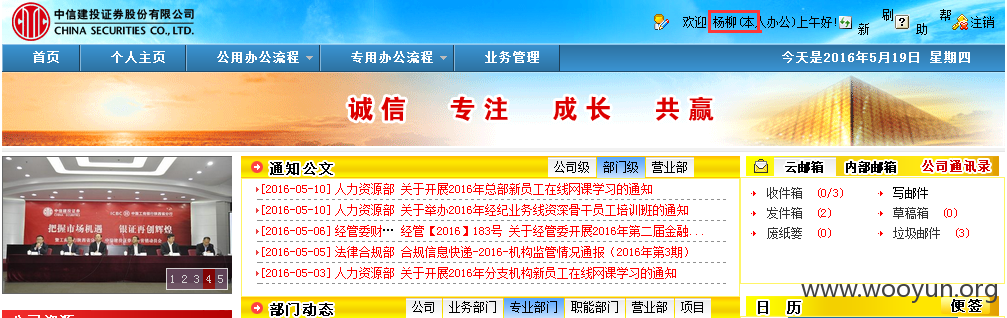 中信建投证券股份有限公司
CHINA SECURITIES CO., LTD.
欢迎 杨柳(本人办公)上午好! 刷新 帮助 注销
首页 个人主页 公用办公流程 专用办公流程 业务管理 今天是2016年5月19日 星期四
诚信 专业 成长 共赢
通知公文 公司级 部门级 营业部
[2016-05-10] 人力资源部 关于开展2016年总部新员工在线网课学习的通知
[2016-05-10] 人力资源部 关于举办2016年经纪业务线资深骨干员工培训班的通知
[2016-05-06] 经管委财… 经管【2016】183号 关于经管委开展2016年第二届金融...
[2016-05-05] 法律合规部 合规信息快递-2016-机构监管情况通报（2016年第3期）
[2016-05-03] 人力资源部 关于开展2016年分支机构新员工在线网课学习的通知
云邮箱 内部邮箱 公司通讯录
收件箱 (0/3) 写邮件
发件箱 (2) 草稿箱 (0)
废纸篓 (0) 垃圾邮件 (3)
中信建投证券
ICBC
把握市场机遇 银证再创辉煌
1 2 3 4 5
部门动态 公司 业务部门 专业部门 职能部门 营业部 项目
日 历 便签
www.wooyun.org
公司资源